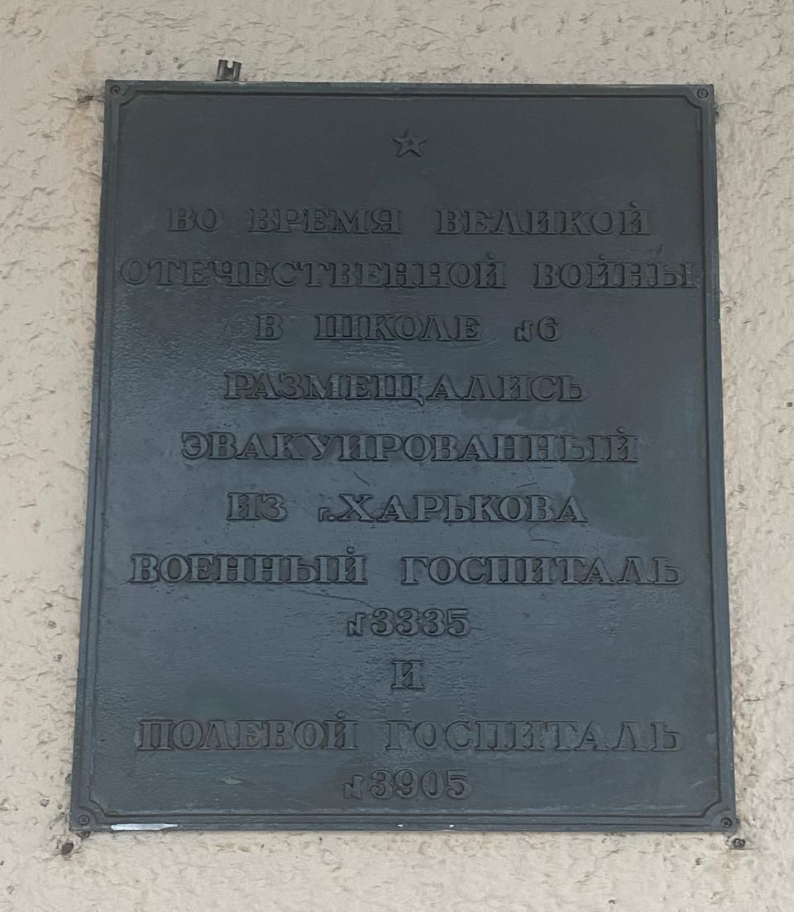 ВО ВРЕМЯ ВЕЛИКОЙ
ОТЕЧЕСТВЕННОЙ ВОЙНЫ
В ШКОЛЕ №6
РАЗМЕЩАЛИСЬ
ЭВАКУИРОВАННЫЙ
ИЗ г.ХАРЬКОВА
ВОЕННЫЙ ГОСПИТАЛЬ
№3335
И
ПОЛЕВОЙ ГОСПИТАЛЬ
№3905